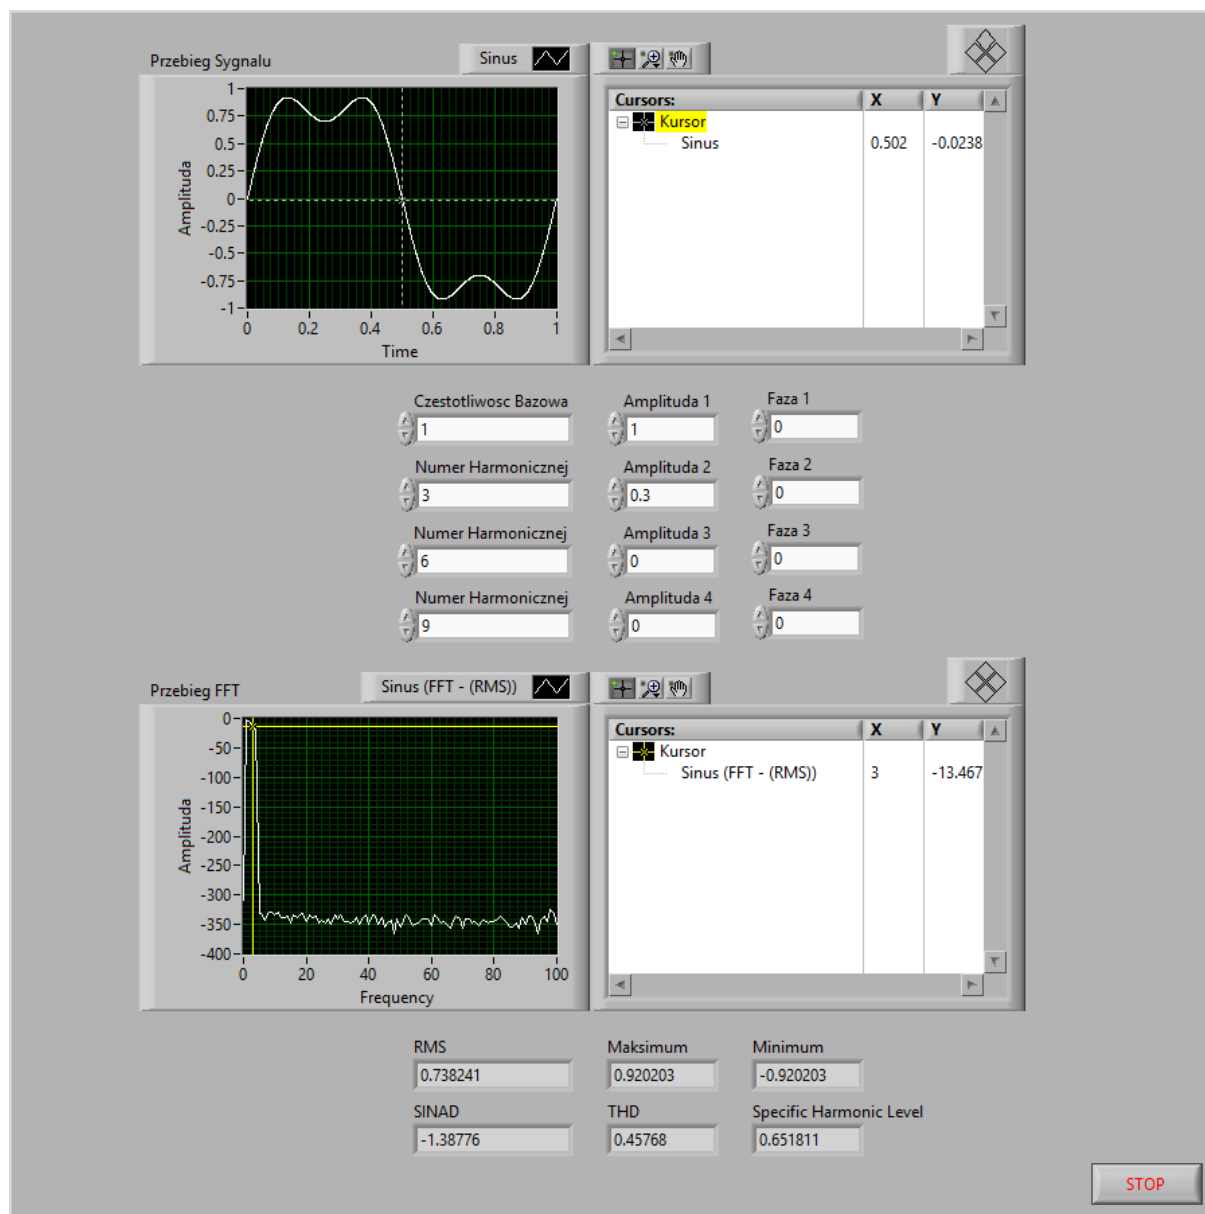 Przebieg Sygnalu
Sinus
1
0.75
0.5
0.25
0
-0.25
-0.5
-0.75
-1
Amplituda
0 0.2 0.4 0.6 0.8 1
Time
Cursors: X Y
Kursor
Sinus 0.502 -0.0238
Czestotliwosc Bazowa Amplituda 1 Faza 1
1 1 0
Numer Harmonicznej Amplituda 2 Faza 2
3 0.3 0
Numer Harmonicznej Amplituda 3 Faza 3
6 0 0
Numer Harmonicznej Amplituda 4 Faza 4
9 0 0
Przebieg FFT
Sinus (FFT - (RMS))
0
-50
-100
-150
-200
-250
-300
-350
-400
Amplituda
0 20 40 60 80 100
Frequency
Cursors: X Y
Kursor
Sinus (FFT - (RMS)) 3 -13.467
RMS Maksimum Minimum
0.738241 0.920203 -0.920203
SINAD THD Specific Harmonic Level
-1.38776 0.45768 0.651811
STOP